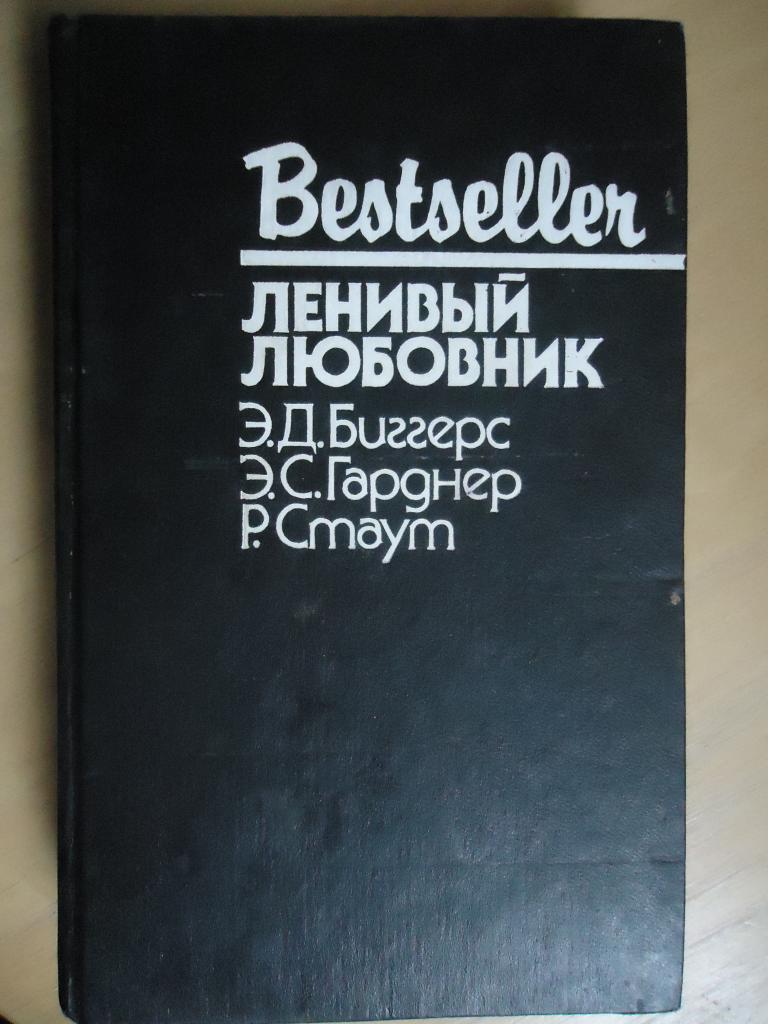 Bestseller
ЛЕНИВЫЙ
ЛЮБОВНИК
Э.Д.Биггерс
Э.С.Гарднер
Р.Стаут